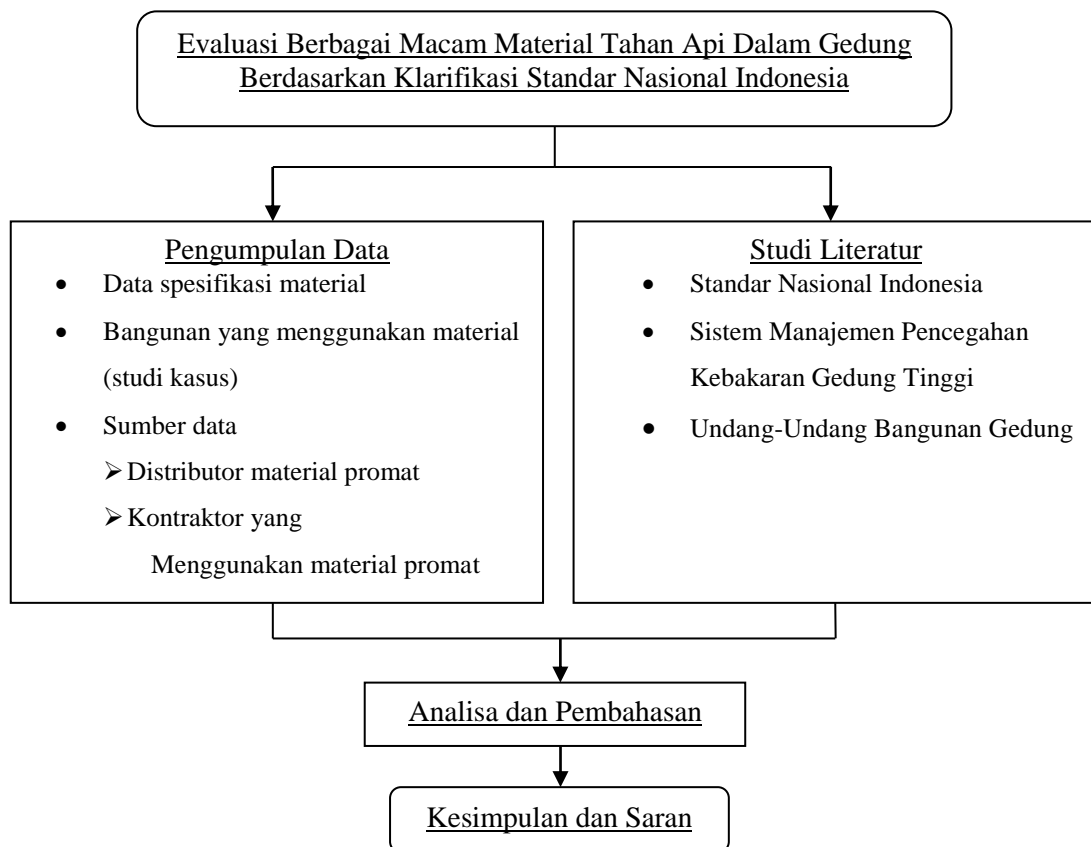 Evaluasi Berbagai Macam Material Tahan Api Dalam Gedung
Berdasarkan Klarifikasi Standar Nasional Indonesia
Pengumpulan Data
• Data spesifikasi material
• Bangunan yang menggunakan material
(studi kasus)
• Sumber data
➢ Distributor material promat
➢ Kontraktor yang
Menggunakan material promat
Studi Literatur
• Standar Nasional Indonesia
• Sistem Manajemen Pencegahan
Kebakaran Gedung Tinggi
• Undang-Undang Bangunan Gedung
Analisa dan Pembahasan
Kesimpulan dan Saran